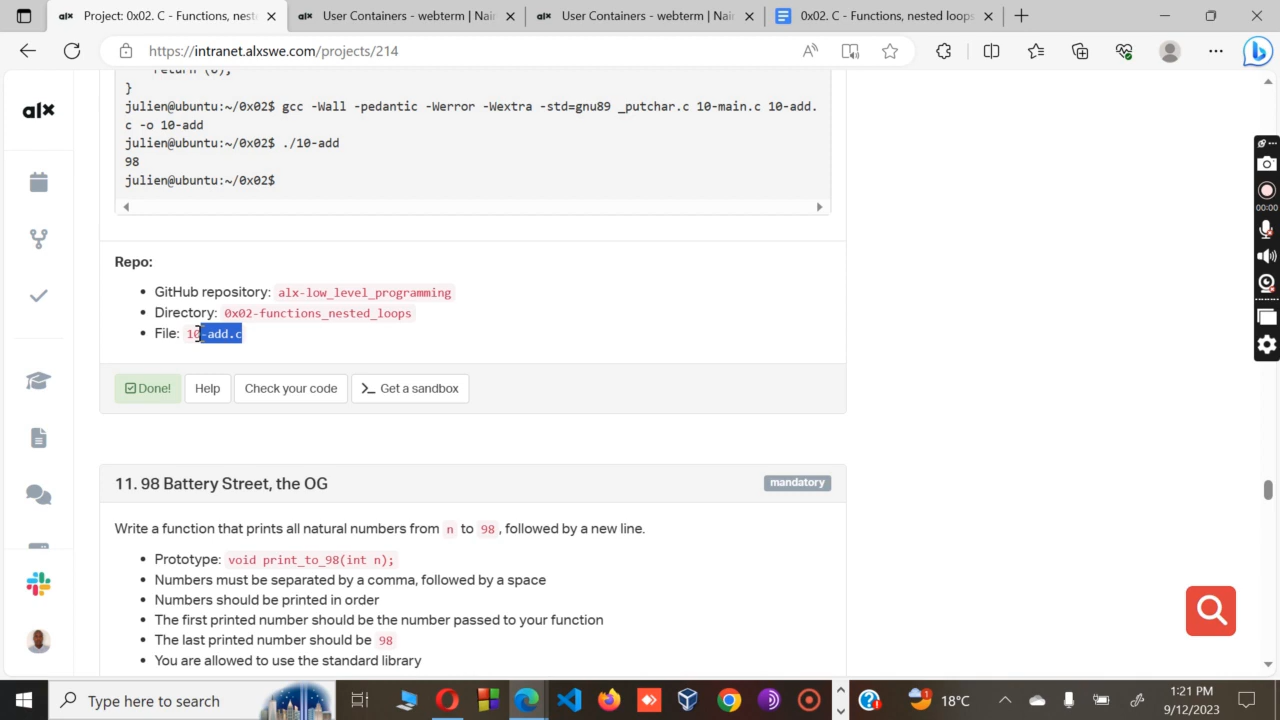 Project: 0x02. C - Functions, nest
User Containers - webterm | Nair
User Containers - webterm | Nair
0x02. C - Functions, nested loops
https://intranet.alxswe.com/projects/214
alx
return (0);
}
julien@ubuntu:~/0x02$ gcc -Wall -pedantic -Werror -Wextra -std=gnu89 _putchar.c 10-main.c 10-add.
c -o 10-add
julien@ubuntu:~/0x02$ ./10-add
98
julien@ubuntu:~/0x02$
00:00
Repo:
GitHub repository: alx-low_level_programming
Directory: 0x02-functions_nested_loops
File: 10-add.c
Done! Help Check your code Get a sandbox
11. 98 Battery Street, the OG
mandatory
Write a function that prints all natural numbers from n to 98, followed by a new line.
Prototype: void print_to_98(int n);
Numbers must be separated by a comma, followed by a space
Numbers should be printed in order
The first printed number should be the number passed to your function
The last printed number should be 98
You are allowed to use the standard library
Type here to search
1
18°C
1:21 PM
9/12/2023